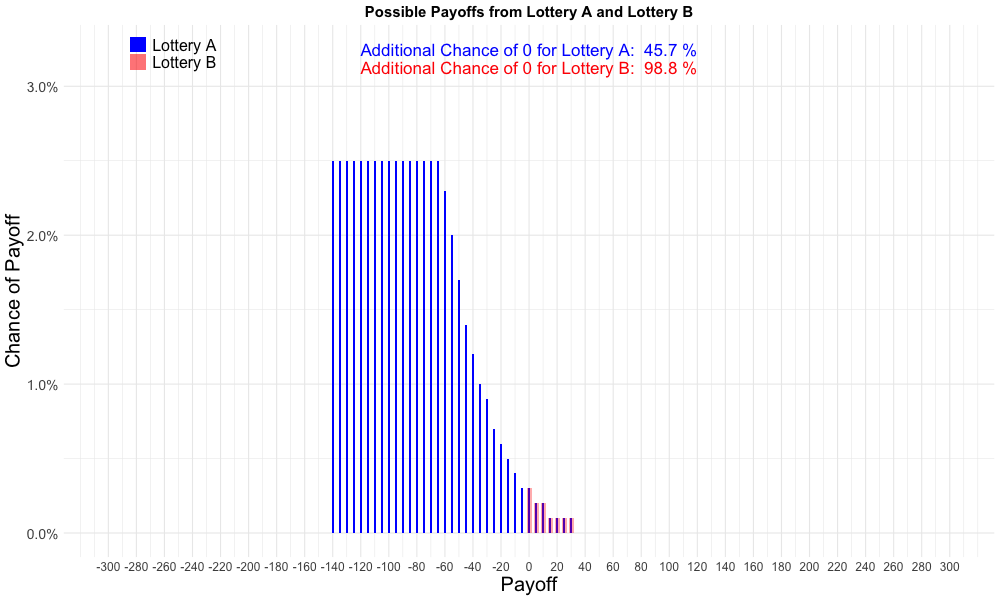 Possible Payoffs from Lottery A and Lottery B
Lottery A
Lottery B
Additional Chance of 0 for Lottery A: 45.7 %
Additional Chance of 0 for Lottery B: 98.8 %
Chance of Payoff
3.0%
2.0%
1.0%
0.0%
-300 -280 -260 -240 -220 -200 -180 -160 -140 -120 -100 -80 -60 -40 -20 0 20 40 60 80 100 120 140 160 180 200 220 240 260 280 300
Payoff